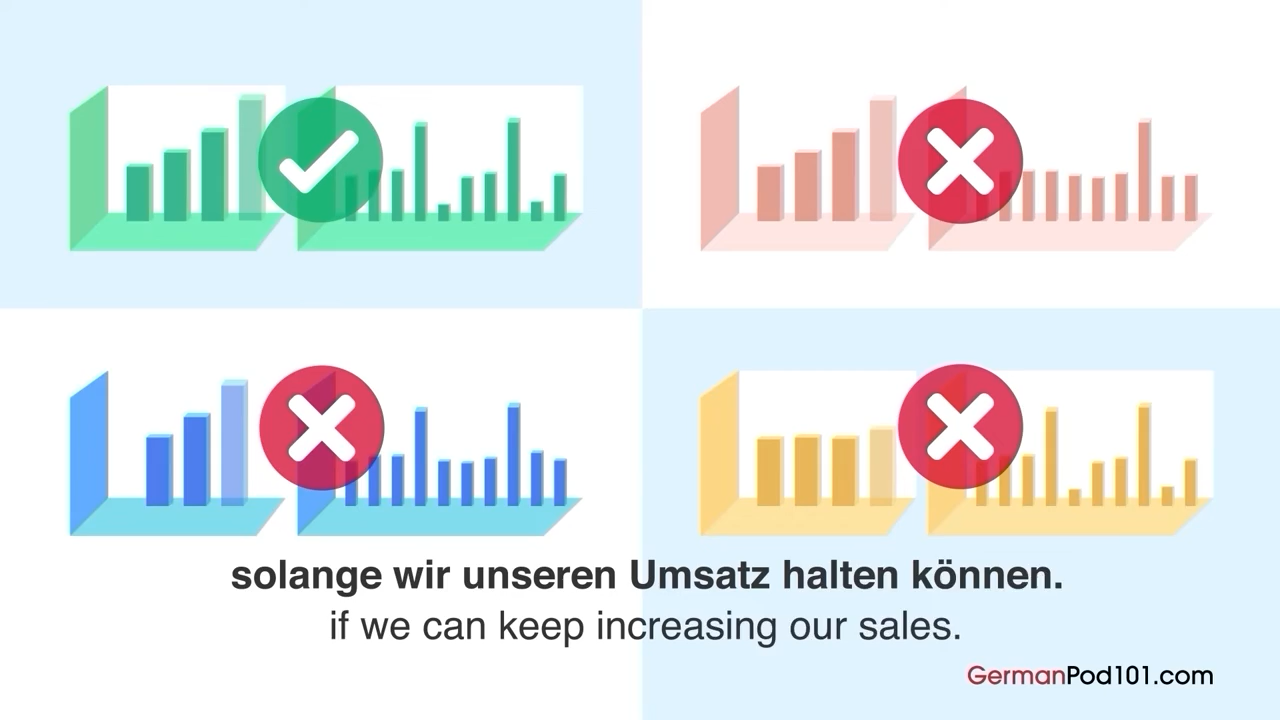 solange wir unseren Umsatz halten können.
if we can keep increasing our sales.
GermanPod101.com